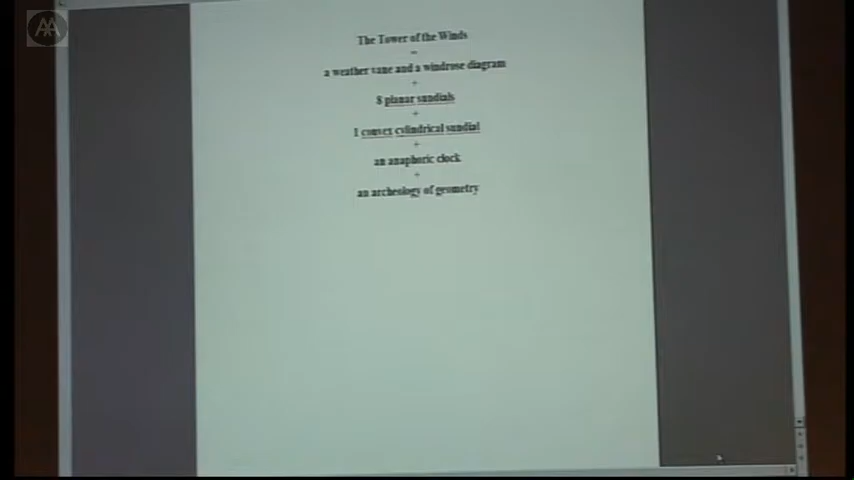 AA
The Tower of the Winds
=
a weather vane and a windrose diagram
+
8 planar sundials
+
1 convex cylindrical sundial
+
an anaphoric clock
+
an archeology of geometry